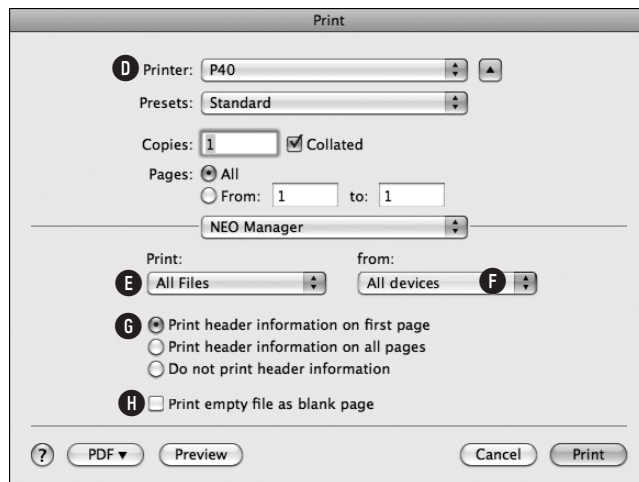 Print
D Printer: P40
Presets: Standard
Copies: 1 Collated
Pages: All
From: 1 to: 1
NEO Manager
Print: from:
E All Files All devices F
G Print header information on first page
Print header information on all pages
Do not print header information
H Print empty file as blank page
? PDF▼ Preview Cancel Print